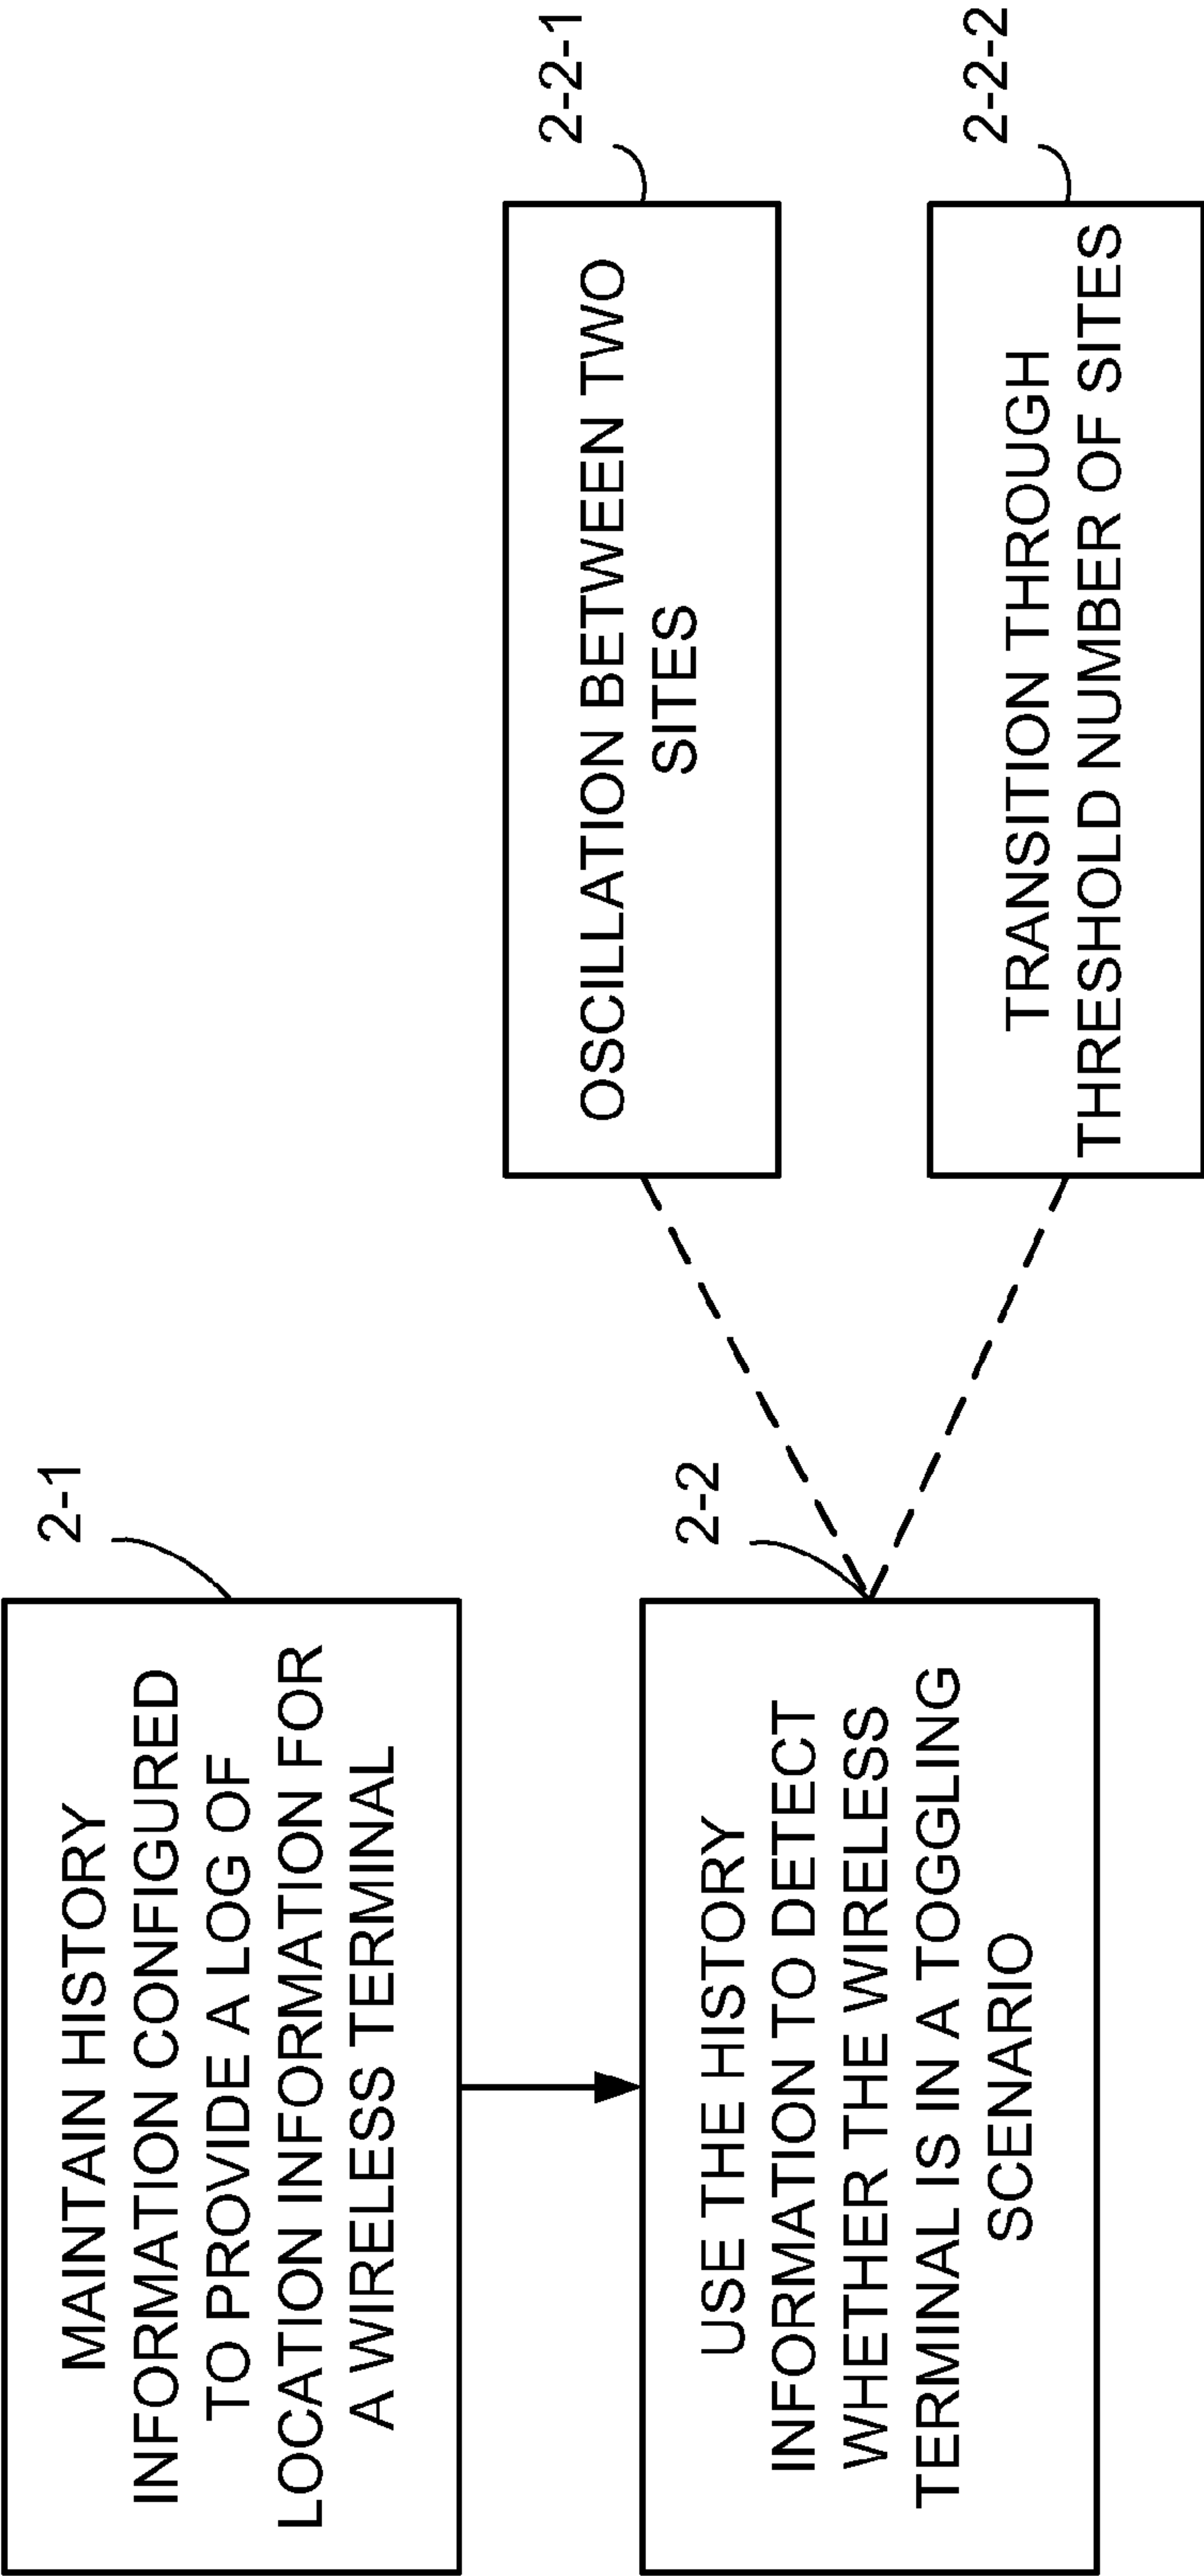 2-1
MAINTAIN HISTORY
INFORMATION CONFIGURED
TO PROVIDE A LOG OF
LOCATION INFORMATION FOR
A WIRELESS TERMINAL
2-2
USE THE HISTORY
INFORMATION TO DETECT
WHETHER THE WIRELESS
TERMINAL IS IN A TOGGLING
SCENARIO
2-2-1
OSCILLATION BETWEEN TWO
SITES
2-2-2
TRANSITION THROUGH
THRESHOLD NUMBER OF SITES